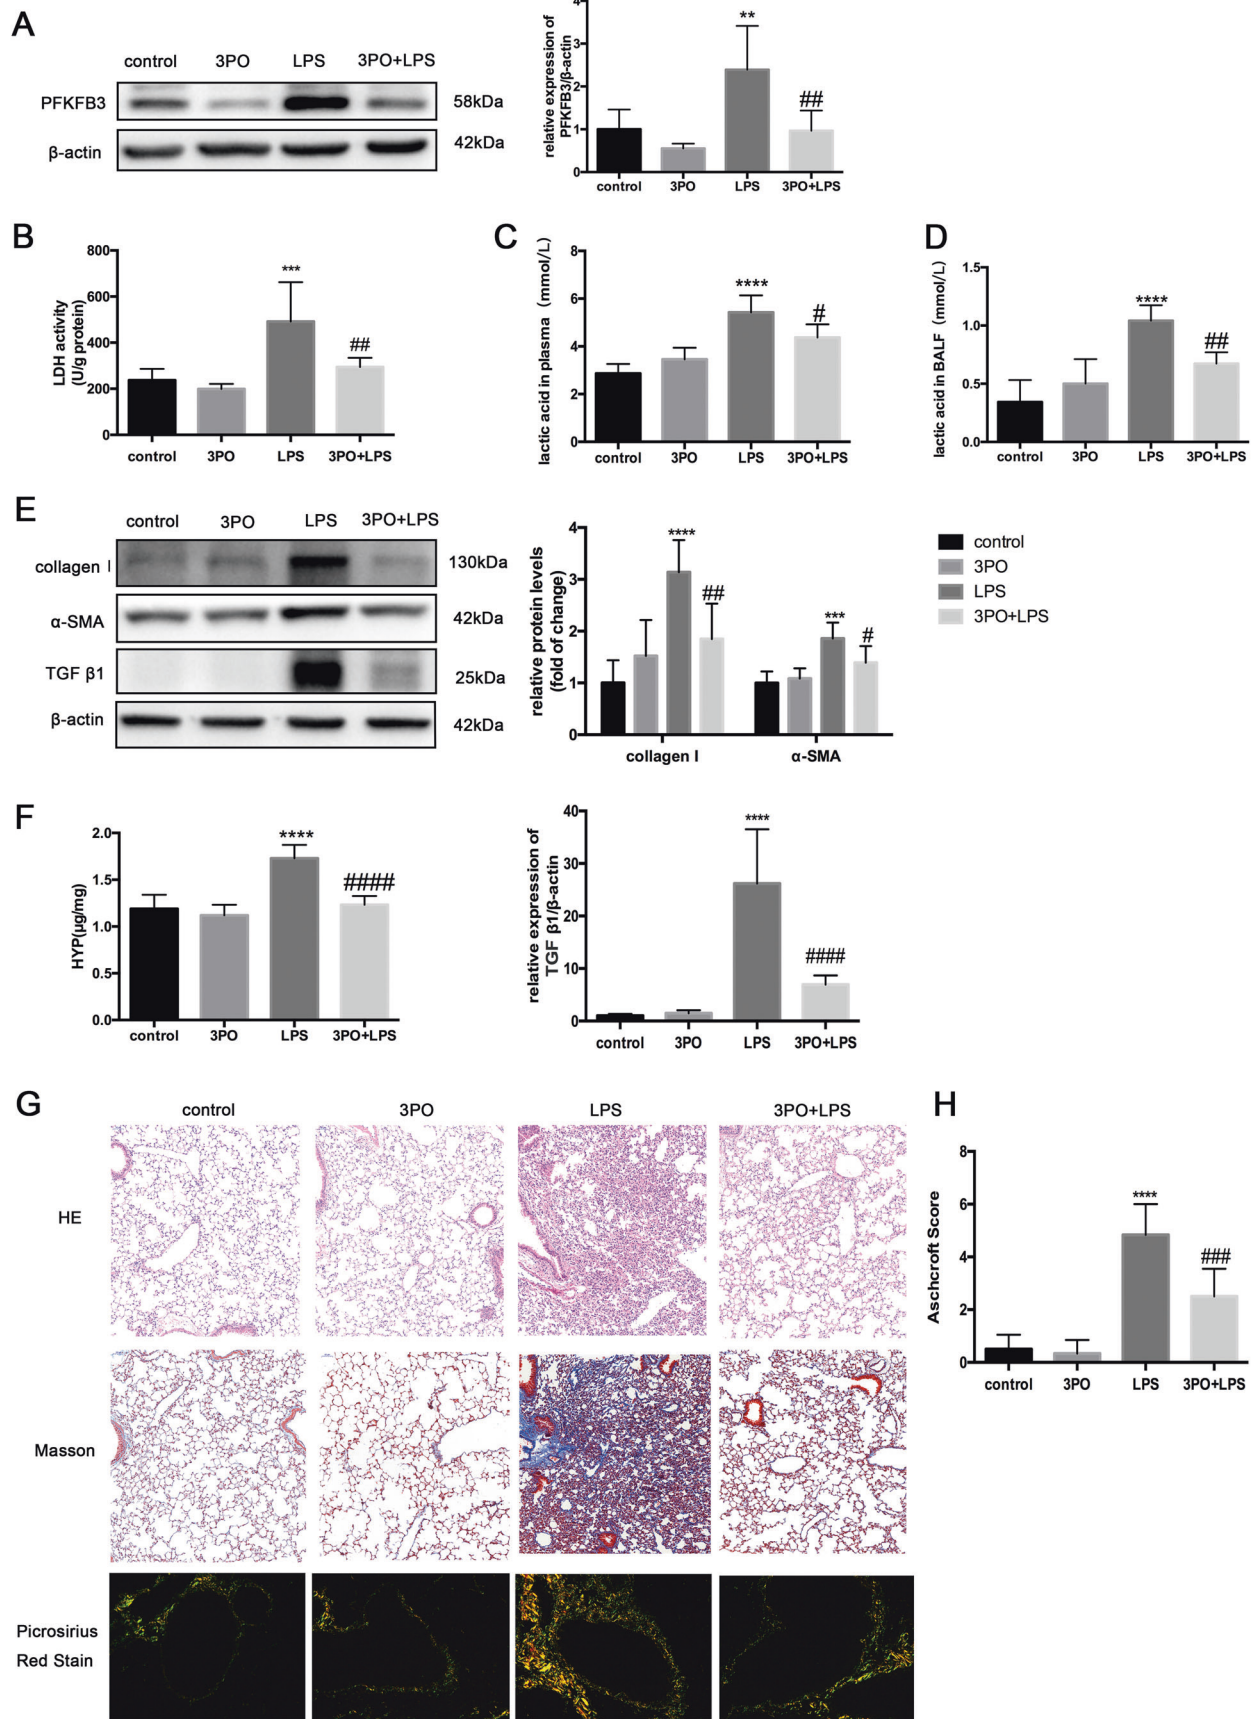 A
control 3PO LPS 3PO+LPS
PFKFB3 58kDa
β-actin 42kDa
relative expression of
PFKFB3/β-actin
4
3
2
1
0
**
##
control 3PO LPS 3PO+LPS
B
LDH activity
(U/g protein)
800
600
400
200
0
***
##
control 3PO LPS 3PO+LPS
C
lactic acid in plasma (mmol/L)
8
6
4
2
0
****
#
control 3PO LPS 3PO+LPS
D
lactic acid in BALF (mmol/L)
1.5
1.0
0.5
0.0
****
##
control 3PO LPS 3PO+LPS
E
control 3PO LPS 3PO+LPS
collagen I 130kDa
α-SMA 42kDa
TGF β1 25kDa
β-actin 42kDa
relative protein levels
(fold of change)
4
3
2
1
0
****
##
***
#
collagen I α-SMA
control
3PO
LPS
3PO+LPS
F
HYP(μg/mg)
2.0
1.5
1.0
0.5
0.0
****
####
control 3PO LPS 3PO+LPS
relative expression of
TGF β1/β-actin
40
30
20
10
0
****
####
control 3PO LPS 3PO+LPS
G
control 3PO LPS 3PO+LPS
HE
Masson
Picrosirius
Red Stain
H
Aschcroft Score
8
6
4
2
0
****
###
control 3PO LPS 3PO+LPS